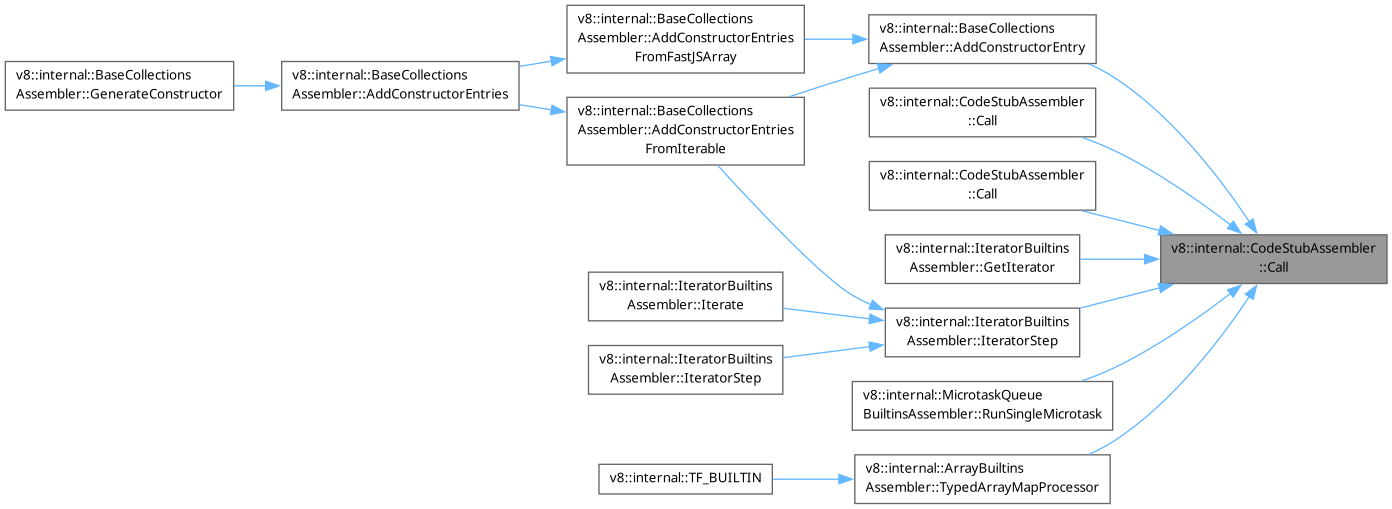 v8::internal::BaseCollections
Assembler::GenerateConstructor
v8::internal::BaseCollections
Assembler::AddConstructorEntries
v8::internal::BaseCollections
Assembler::AddConstructorEntries
FromFastJSArray
v8::internal::BaseCollections
Assembler::AddConstructorEntries
FromIterable
v8::internal::IteratorBuiltins
Assembler::Iterate
v8::internal::IteratorBuiltins
Assembler::IteratorStep
v8::internal::TF_BUILTIN
v8::internal::BaseCollections
Assembler::AddConstructorEntry
v8::internal::CodeStubAssembler
::Call
v8::internal::CodeStubAssembler
::Call
v8::internal::IteratorBuiltins
Assembler::GetIterator
v8::internal::IteratorBuiltins
Assembler::IteratorStep
v8::internal::MicrotaskQueue
BuiltinsAssembler::RunSingleMicrotask
v8::internal::ArrayBuiltins
Assembler::TypedArrayMapProcessor
v8::internal::CodeStubAssembler
::Call